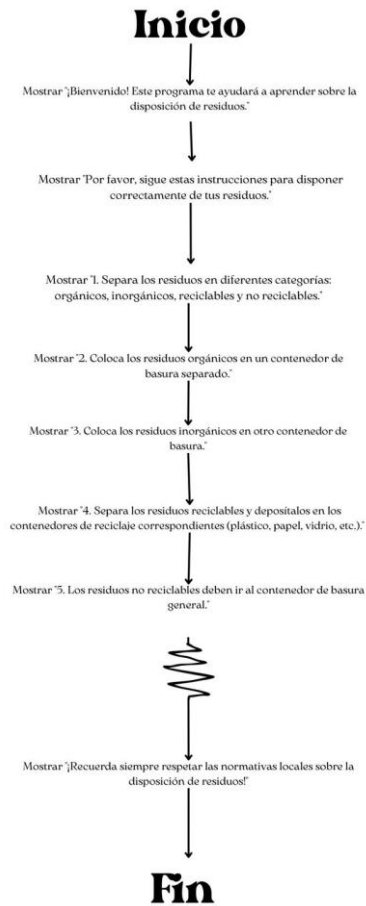 Inicio
Mostrar "¡Bienvenido! Este programa te ayudará a aprender sobre la
disposición de residuos."
Mostrar "Por favor, sigue estas instrucciones para disponer
correctamente de tus residuos."
Mostrar "1. Separa los residuos en diferentes categorías:
orgánicos, inorgánicos, reciclables y no reciclables."
Mostrar "2. Coloca los residuos orgánicos en un contenedor de
basura separado."
Mostrar "3. Coloca los residuos inorgánicos en otro contenedor de
basura."
Mostrar "4. Separa los residuos reciclables y deposítalos en los
contenedores de reciclaje correspondientes (plástico, papel, vidrio, etc.)."
Mostrar "5. Los residuos no reciclables deben ir al contenedor de basura
general."
Mostrar "¡Recuerda siempre respetar las normativas locales sobre la
disposición de residuos!"
Fin